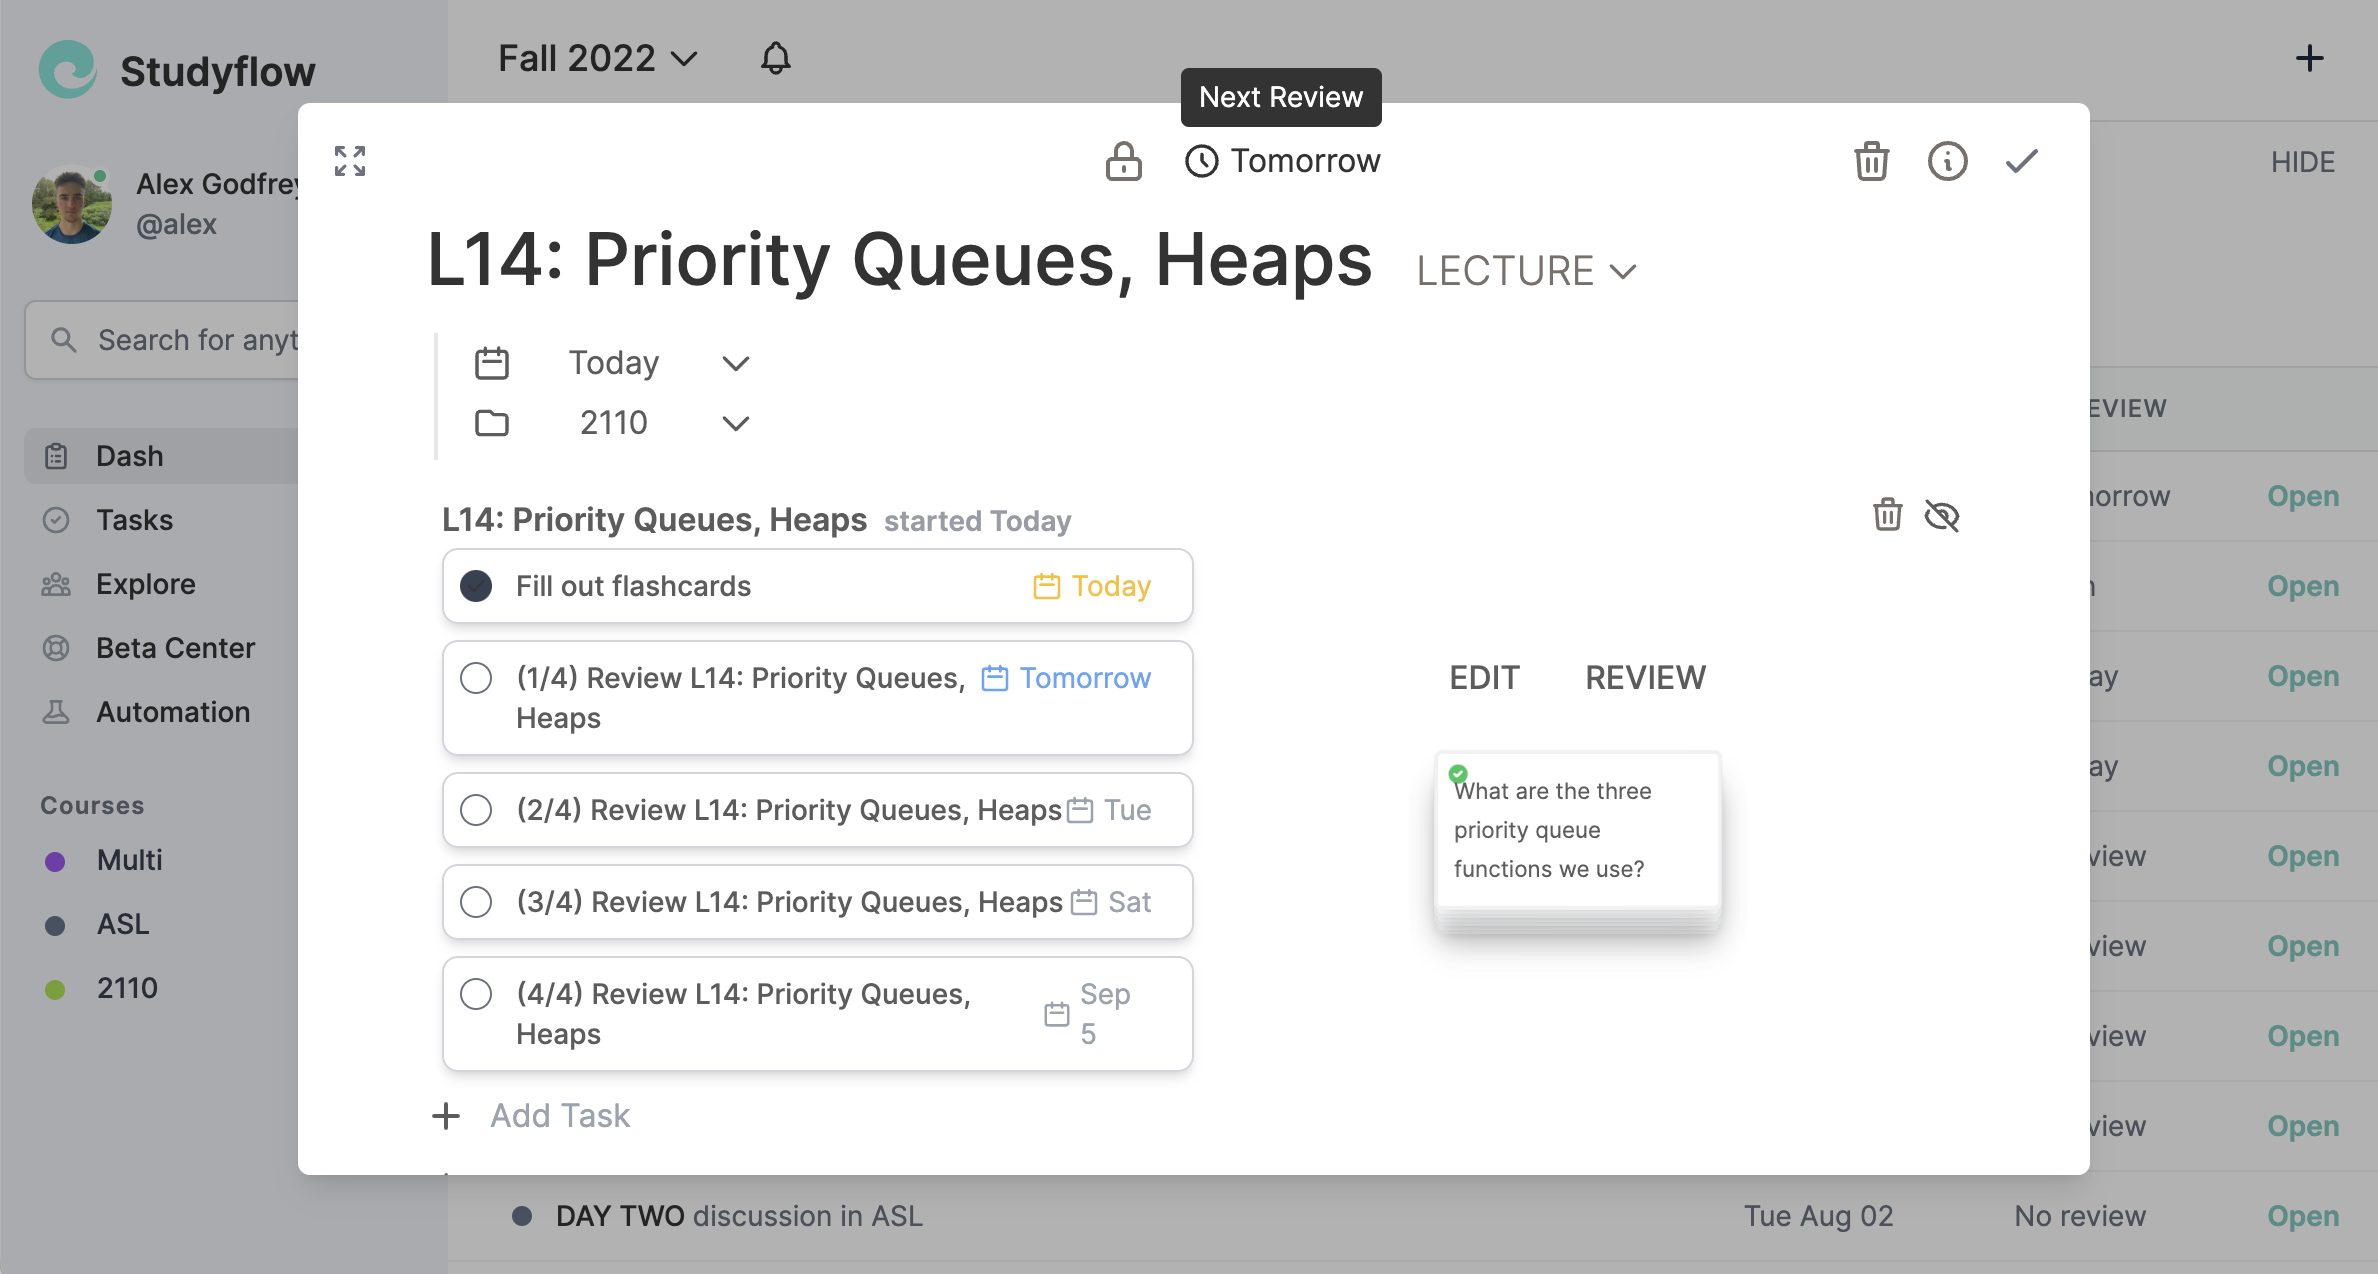 Studyflow
Fall 2022
Next Review
Alex Godfrey
@alex
Tomorrow
HIDE
L14: Priority Queues, Heaps LECTURE
Search for anyt
Today
2110
EVIEW
Dash
Tasks
Explore
Beta Center
Automation
Courses
Multi
ASL
2110
L14: Priority Queues, Heaps started Today
Fill out flashcards Today
(1/4) Review L14: Priority Queues, Tomorrow
Heaps
(2/4) Review L14: Priority Queues, Heaps Tue
(3/4) Review L14: Priority Queues, Heaps Sat
(4/4) Review L14: Priority Queues, Sep
Heaps 5
Add Task
EDIT REVIEW
What are the three
priority queue
functions we use?
morrow Open
Open
ay Open
ay Open
view Open
view Open
view Open
view Open
DAY TWO discussion in ASL Tue Aug 02 No review Open